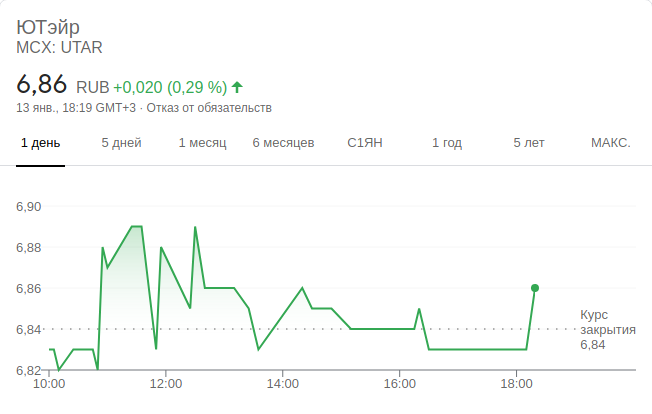 ЮТэйр
MCX: UTAR
6,86 RUB +0,020 (0,29 %)
13 янв., 18:19 GMT+3 · Отказ от обязательств
1 день 5 дней 1 месяц 6 месяцев С1ЯН 1 год 5 лет МАКС.
6,90
6,88
6,86
6,84
6,82
Курс
закрытия
6,84
10:00 12:00 14:00 16:00 18:00